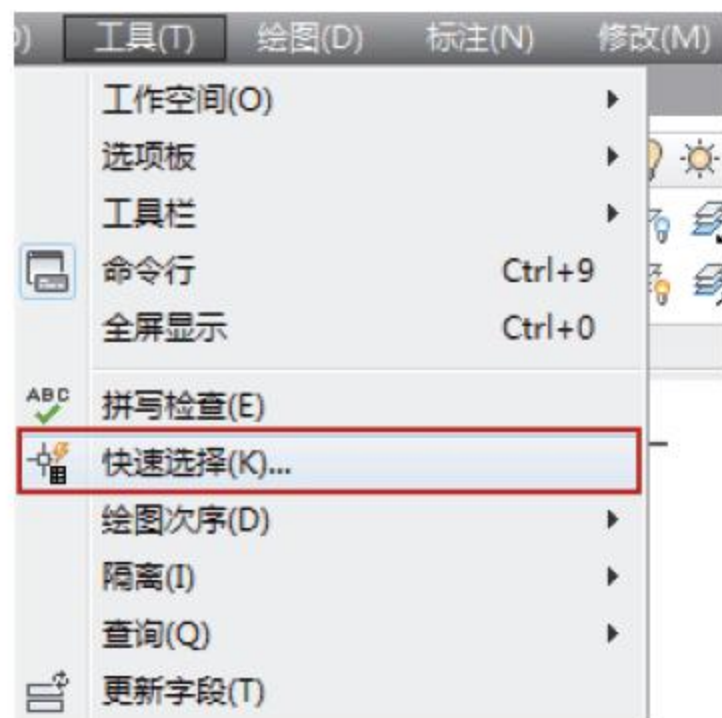 ) 工具(T) 绘图(D) 标注(N) 修改(M)
工作空间(O)
选项板
工具栏
命令行 Ctrl+9
全屏显示 Ctrl+0
ABC 拼写检查(E)
快速选择(K)...
绘图次序(D)
隔离(I)
查询(Q)
更新字段(T)